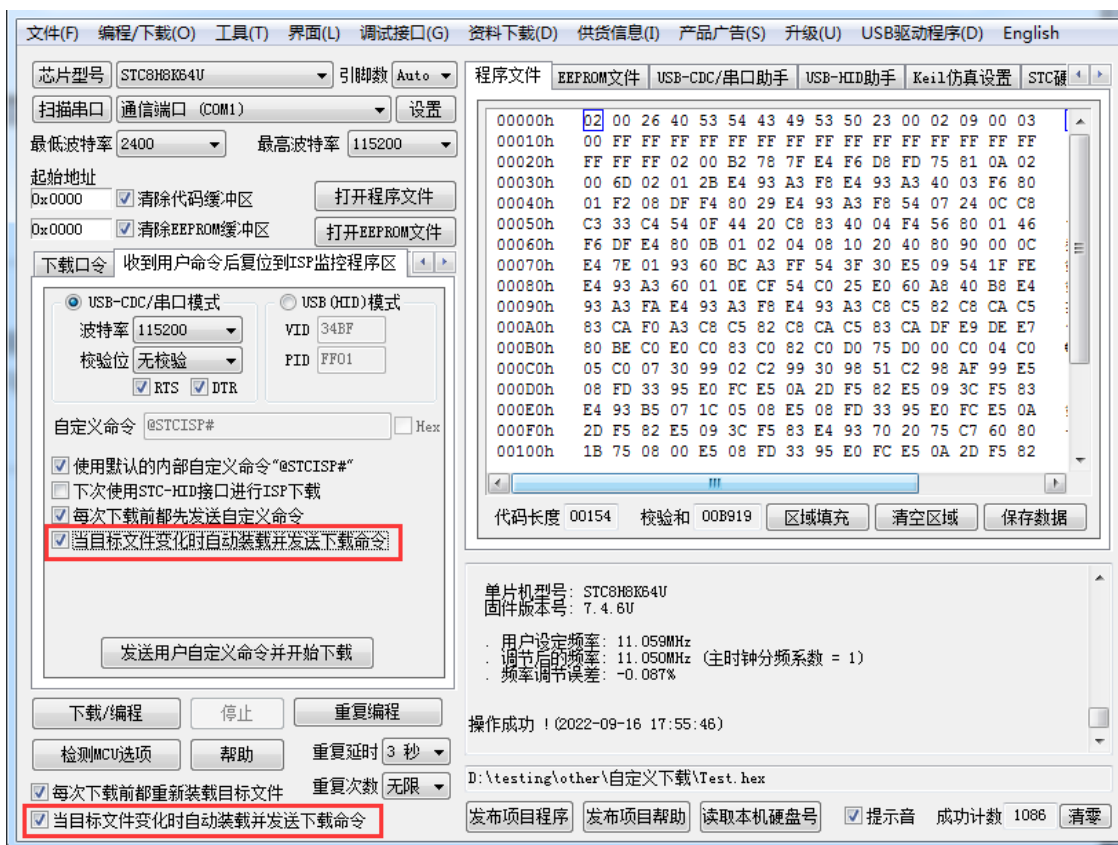 文件(F) 编程/下载(O) 工具(T) 界面(L) 调试接口(G) 资料下载(D) 供货信息(I) 产品广告(S) 升级(U) USB驱动程序(D) English
芯片型号 STC8H8K64U 引脚数 Auto
扫描串口 通信端口 (COM1) 设置
最低波特率 2400 最高波特率 115200
起始地址
0x0000 清除代码缓冲区 打开程序文件
0x0000 清除EEPROM缓冲区 打开EEPROM文件
下载口令 收到用户命令后复位到ISP监控程序区
USB-CDC/串口模式 USB(HID)模式
波特率 115200 VID 34BF
校验位 无校验 PID FF01
RTS DTR
自定义命令 @STCISP# Hex
使用默认的内部自定义命令“@STCISP#”
下次使用STC-HID接口进行ISP下载
每次下载前都先发送自定义命令
当目标文件变化时自动装载并发送下载命令
发送用户自定义命令并开始下载
下载/编程 停止 重复编程
检测MCU选项 帮助 重复延时 3 秒
每次下载前都重新装载目标文件 重复次数 无限
当目标文件变化时自动装载并发送下载命令
程序文件 EEPROM文件 USB-CDC/串口助手 USB-HID助手 Keil仿真设置 STC硬
00000h 02 00 26 40 53 54 43 49 53 50 23 00 02 09 00 03
00010h 00 FF FF FF FF FF FF FF FF FF FF FF FF FF FF FF
00020h FF FF FF 02 00 B2 78 7F E4 F6 D8 FD 75 81 0A 02
00030h 00 6D 02 01 2B E4 93 A3 F8 E4 93 A3 40 03 F6 80
00040h 01 F2 08 DF F4 80 29 E4 93 A3 F8 54 07 24 0C C8
00050h C3 33 C4 54 0F 44 20 C8 83 40 04 F4 56 80 01 46
00060h F6 DF E4 80 0B 01 02 04 08 10 20 40 80 90 00 0C
00070h E4 7E 01 93 60 BC A3 FF 54 3F 30 E5 09 54 1F FE
00080h E4 93 A3 60 01 0E CF 54 C0 25 E0 60 A8 40 B8 E4
00090h 93 A3 FA E4 93 A3 F8 E4 93 A3 C8 C5 82 C8 CA C5
000A0h 83 CA F0 A3 C8 C5 82 C8 CA C5 83 CA DF E9 DE E7
000B0h 80 BE C0 E0 C0 83 C0 82 C0 D0 75 D0 00 C0 04 C0
000C0h 05 C0 07 30 99 02 C2 99 30 98 51 C2 98 AF 99 E5
000D0h 08 FD 33 95 E0 FC E5 0A 2D F5 82 E5 09 3C F5 83
000E0h E4 93 B5 07 1C 05 08 E5 08 FD 33 95 E0 FC E5 0A
000F0h 2D F5 82 E5 09 3C F5 83 E4 93 70 20 75 C7 60 80
00100h 1B 75 08 00 E5 08 FD 33 95 E0 FC E5 0A 2D F5 82
代码长度 00154 校验和 00B919 区域填充 清空区域 保存数据
单片机型号: STC8H8K64U
固件版本号: 7.4.6U
. 用户设定频率: 11.059MHz
. 调节后的频率: 11.050MHz (主时钟分频系数 = 1)
. 频率调节误差: -0.087%
操作成功 !(2022-09-16 17:55:46)
D:\testing\other\自定义下载\Test.hex
发布项目程序 发布项目帮助 读取本机硬盘号 提示音 成功计数 1086 清零